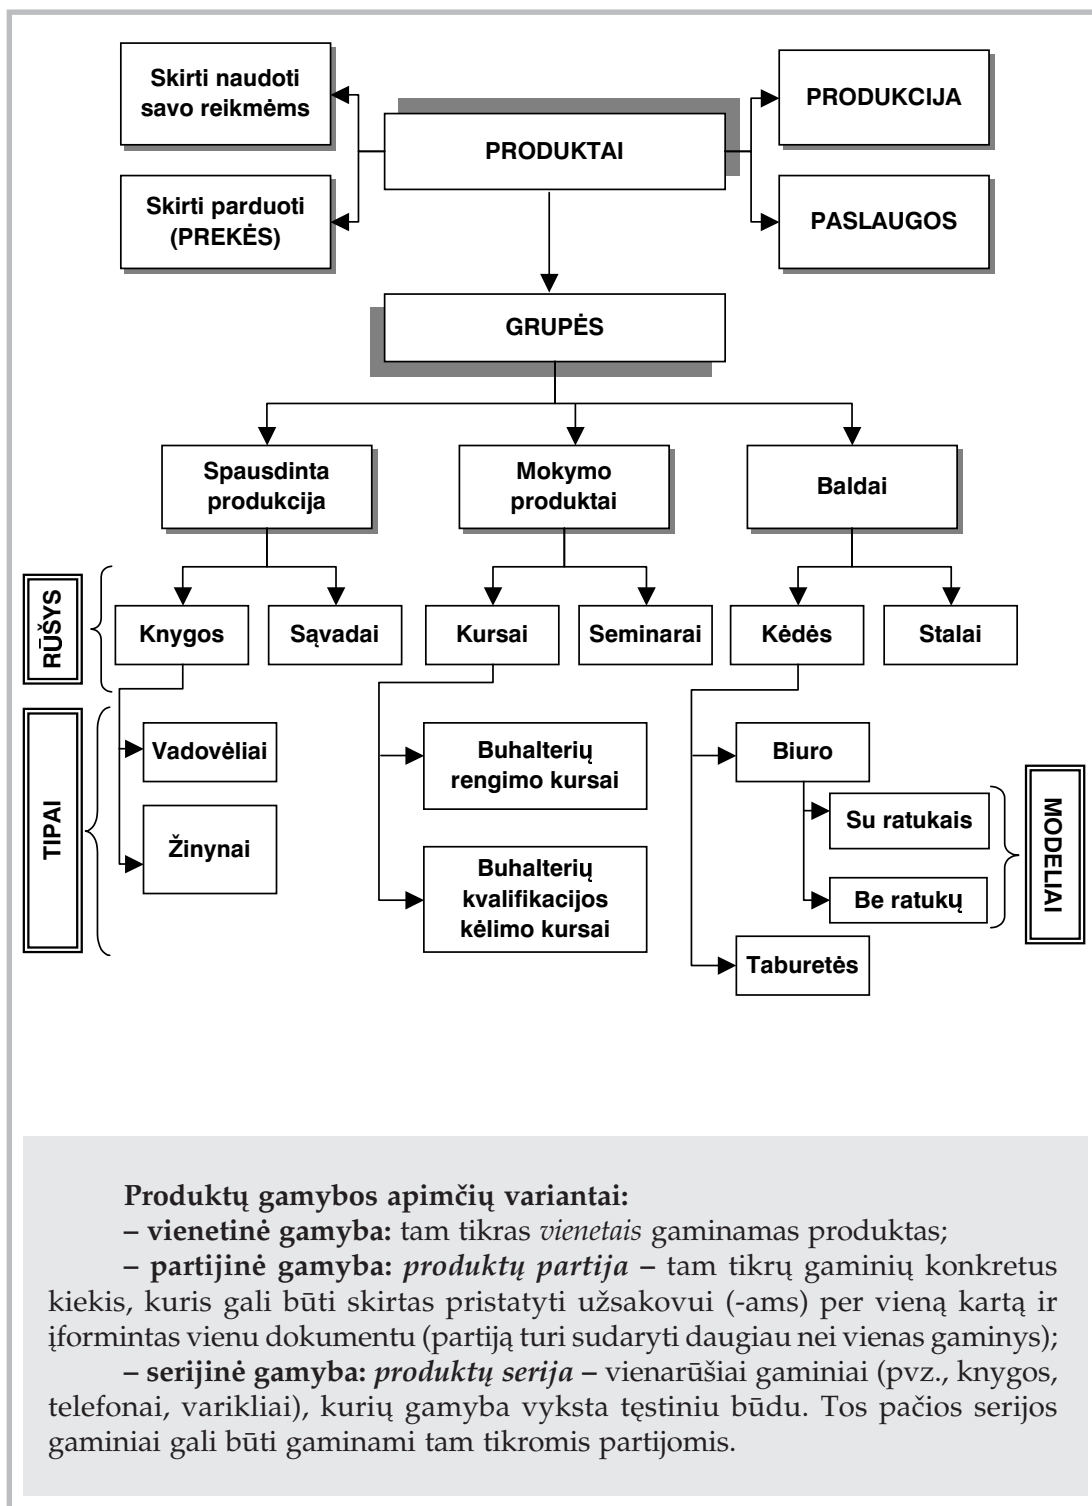 Skirti naudoti
savo reikmėms
PRODUKCIJA
PRODUKTAI
Skirti parduoti
(PREKĖS)
PASLAUGOS
GRUPĖS
Spausdinta
produkcija
Mokymo
produktai
Baldai
RŪŠYS
Knygos
Sąvadai
Kursai
Seminarai
Kėdės
Stalai
TIPAI
Vadovėliai
Žinynai
Buhalterių
rengimo kursai
Buhalterių
kvalifikacijos
kėlimo kursai
Biuro
Su ratukais
Be ratukų
MODELIAI
Taburetės
Produktų gamybos apimčių variantai:
– vienetinė gamyba: tam tikras vienetais gaminamas produktas;
– partijinė gamyba: produktų partija – tam tikrų gaminių konkretus
kiekis, kuris gali būti skirtas pristatyti užsakovui (-ams) per vieną kartą ir
įformintas vienu dokumentu (partiją turi sudaryti daugiau nei vienas gaminys);
– serijinė gamyba: produktų serija – vienarūšiai gaminiai (pvz., knygos,
telefonai, varikliai), kurių gamyba vyksta tęstiniu būdu. Tos pačios serijos
gaminiai gali būti gaminami tam tikromis partijomis.